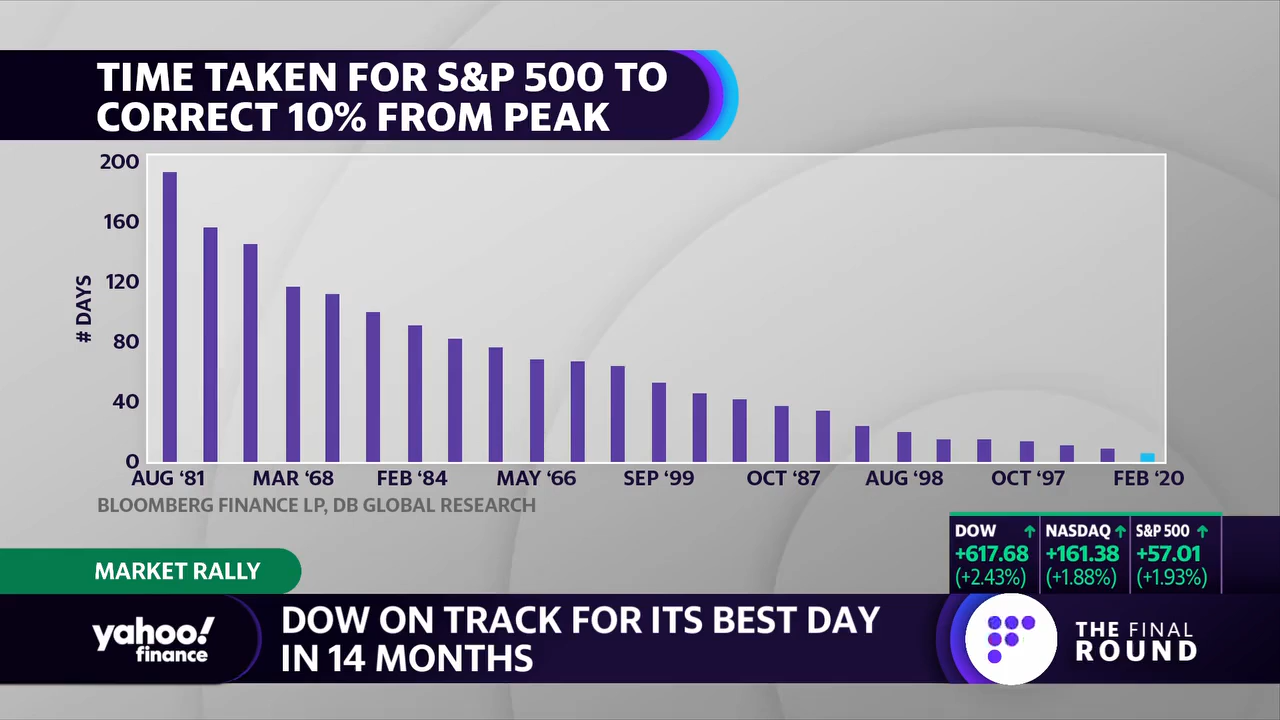 TIME TAKEN FOR S&P 500 TO
CORRECT 10% FROM PEAK
200
160
120
80
40
0
# DAYS
AUG ‘81 MAR ‘68 FEB ‘84 MAY ‘66 SEP ‘99 OCT ‘87 AUG ‘98 OCT ‘97 FEB ‘20
BLOOMBERG FINANCE LP, DB GLOBAL RESEARCH
DOW NASDAQ S&P 500
+617.68 +161.38 +57.01
(+2.43%) (+1.88%) (+1.93%)
MARKET RALLY
yahoo!
finance
DOW ON TRACK FOR ITS BEST DAY
IN 14 MONTHS
THE FINAL
ROUND